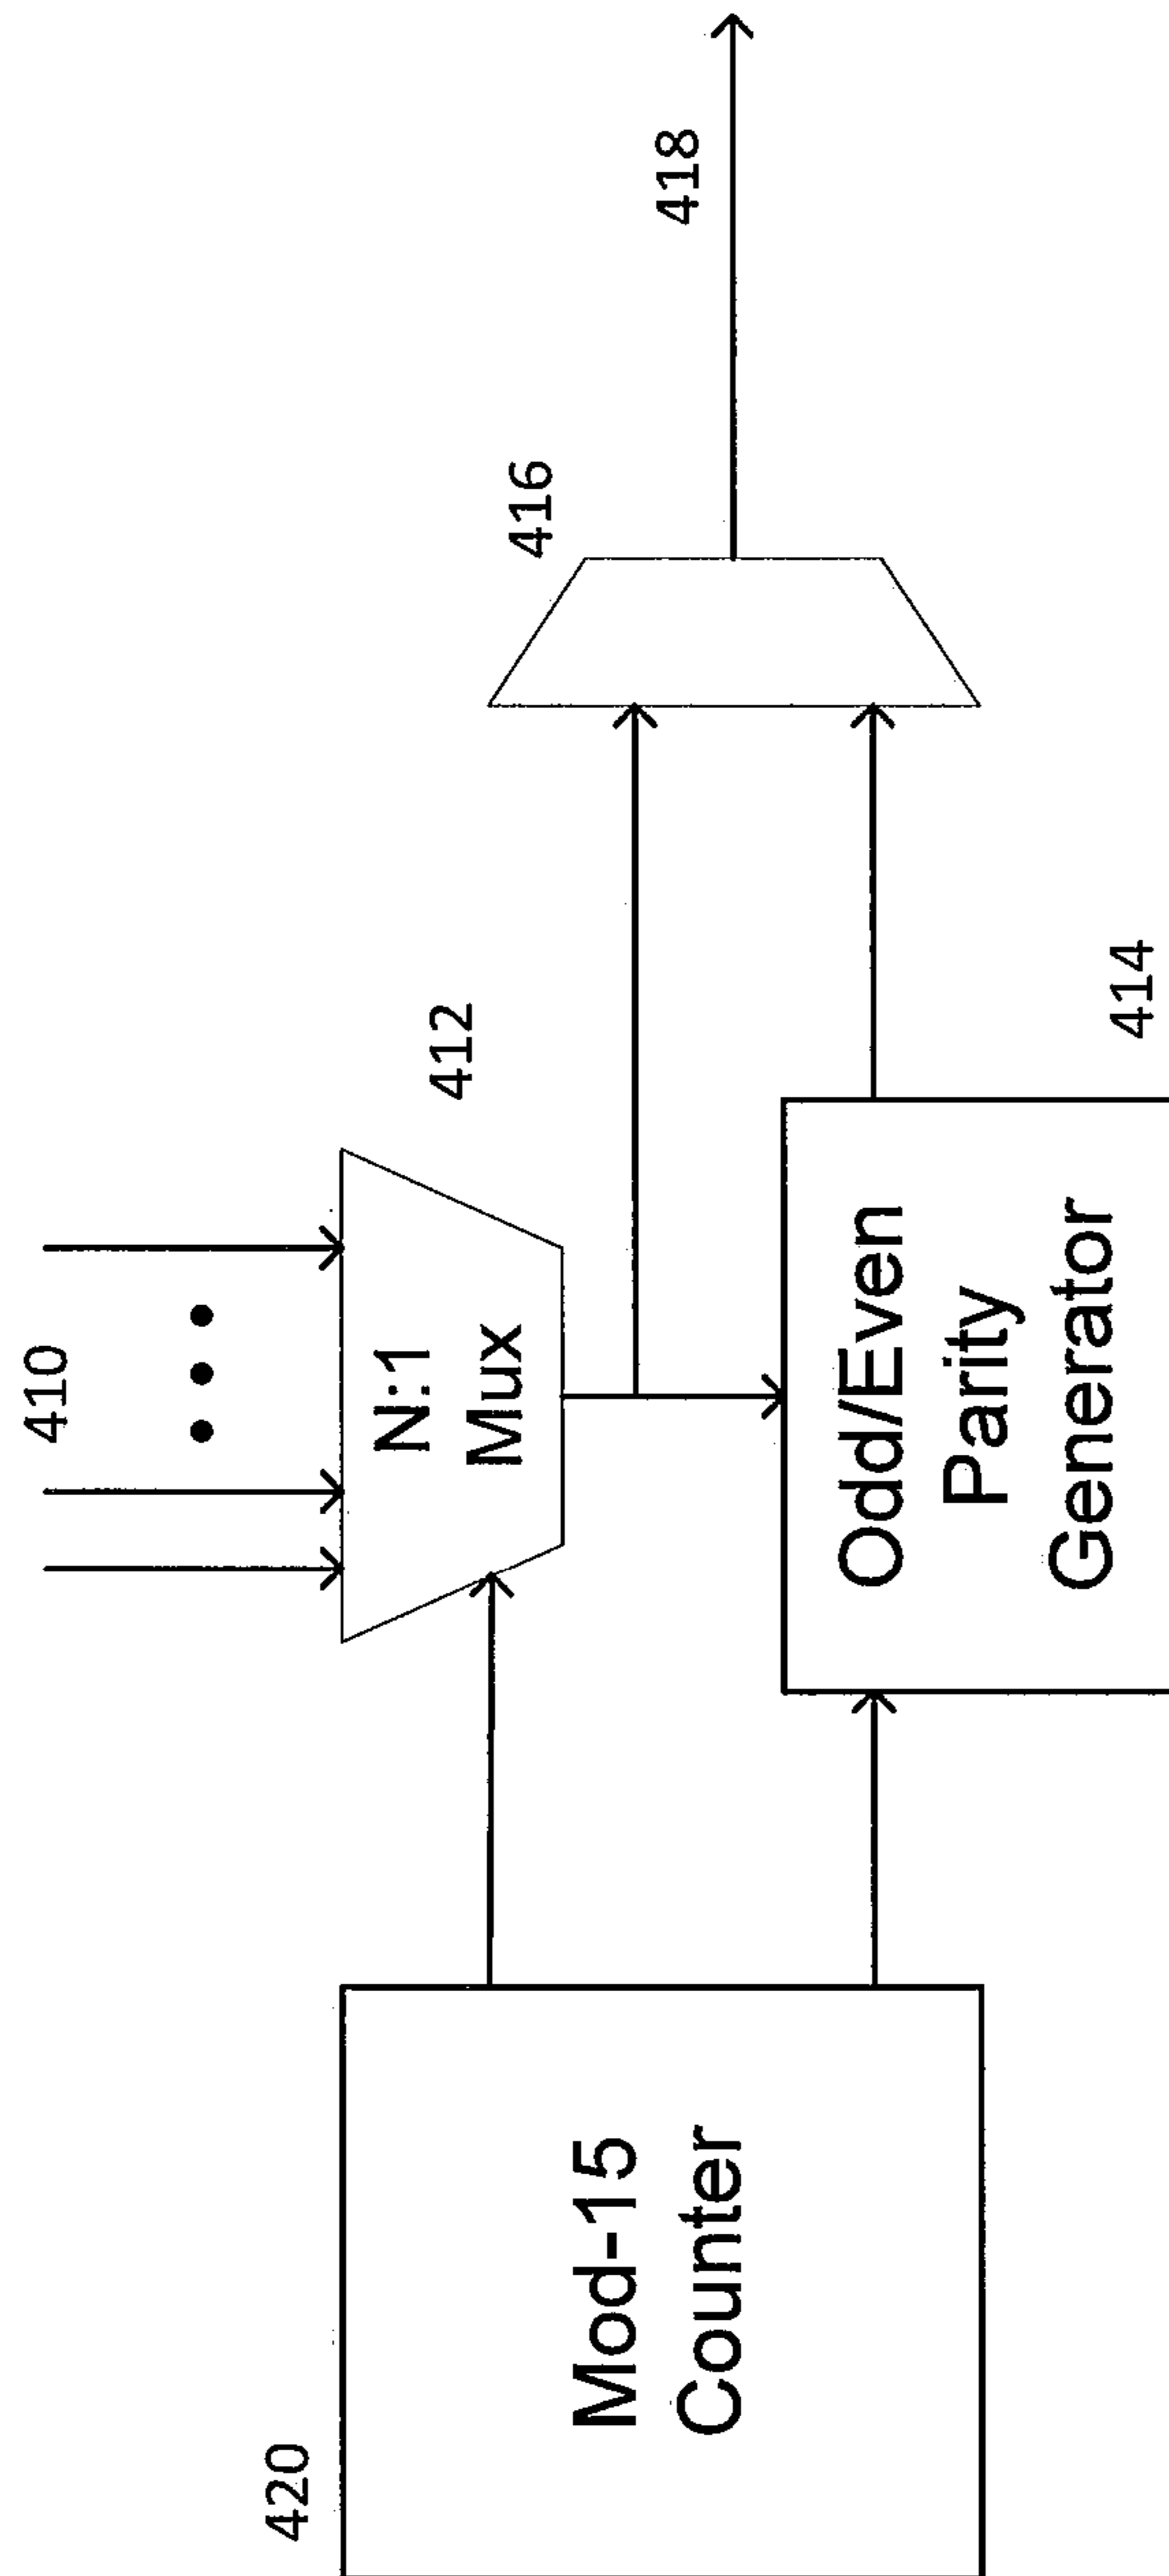 410
N:1
Mux
412
416
418
420
Mod-15
Counter
Odd/Even
Parity
Generator
414